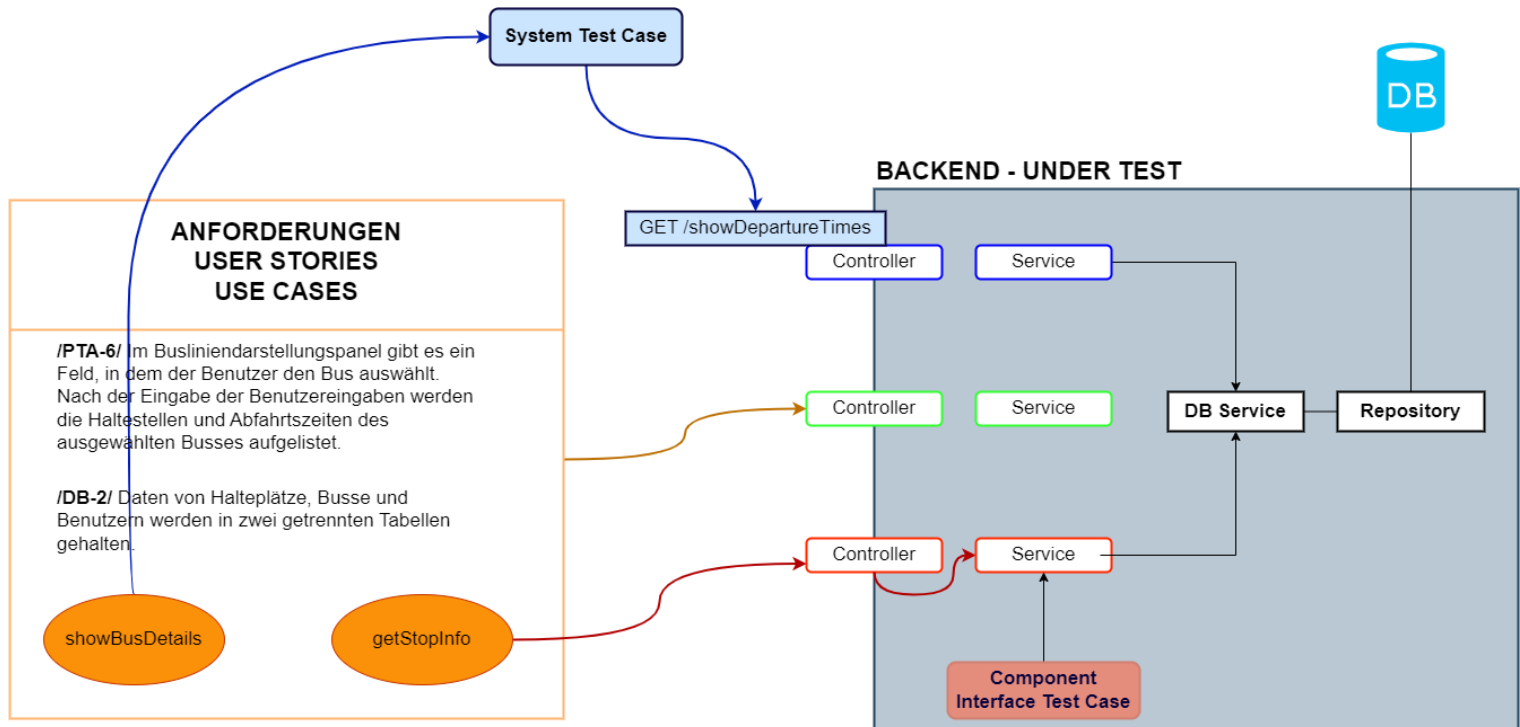 System Test Case
DB
BACKEND - UNDER TEST
GET /showDepartureTimes
Controller
Service
ANFORDERUNGEN
USER STORIES
USE CASES
/PTA-6/ Im Busliniendarstellungspanel gibt es ein
Feld, in dem der Benutzer den Bus auswählt.
Nach der Eingabe der Benutzereingaben werden
die Haltestellen und Abfahrtszeiten des
ausgewählten Busses aufgelistet.
/DB-2/ Daten von Halteplätze, Busse und
Benutzern werden in zwei getrennten Tabellen
gehalten.
showBusDetails
getStopInfo
Controller
Service
DB Service
Repository
Controller
Service
Component
Interface Test Case